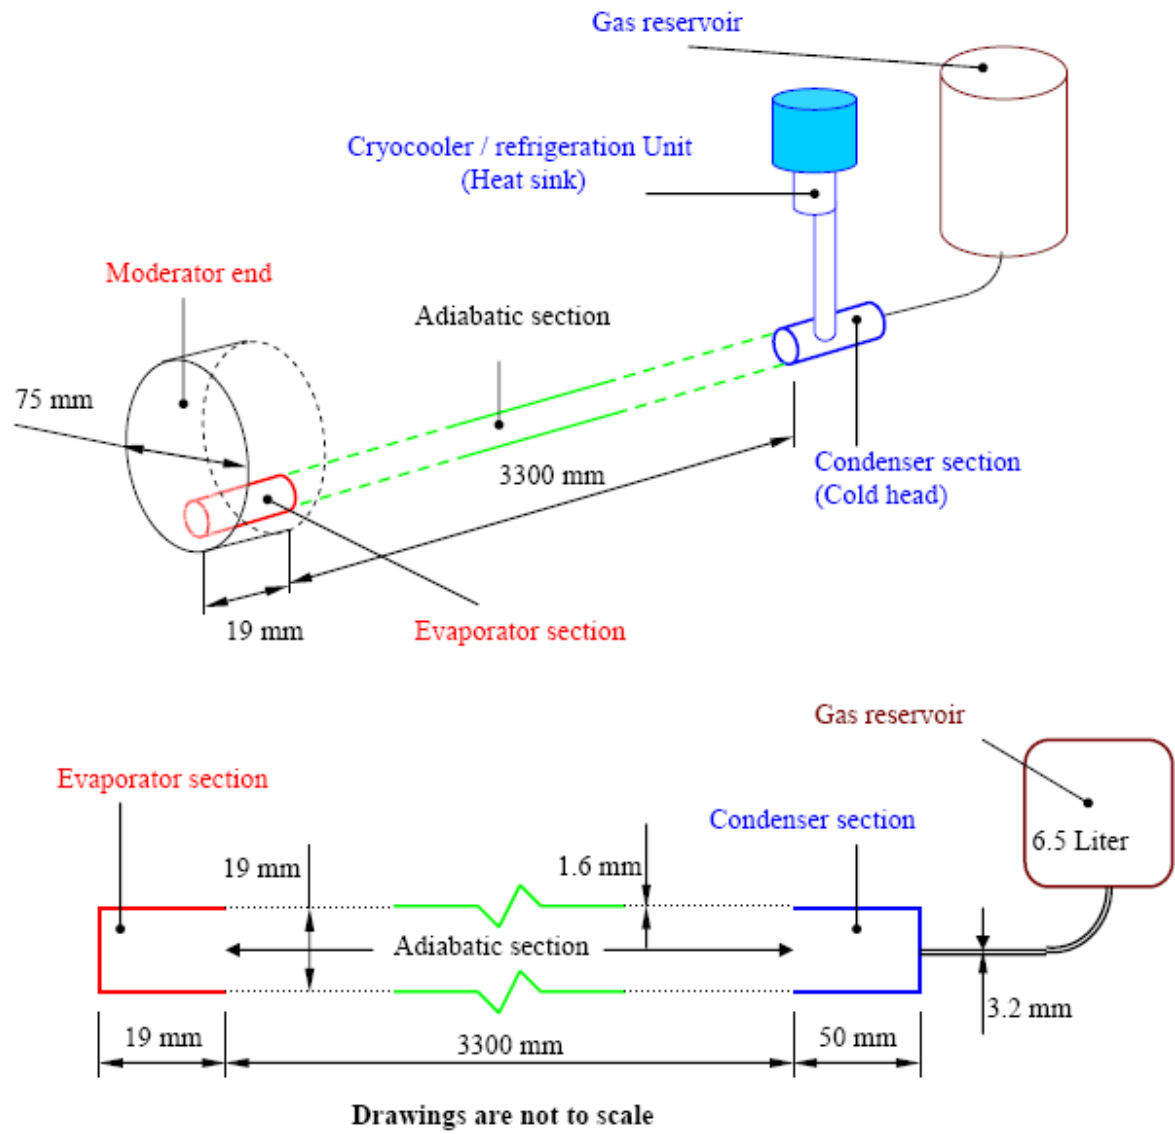 Gas reservoir
Cryocooler / refrigeration Unit
(Heat sink)
Moderator end
Adiabatic section
75 mm
3300 mm
Condenser section
(Cold head)
19 mm
Evaporator section
Gas reservoir
Evaporator section
Condenser section
6.5 Liter
19 mm
1.6 mm
Adiabatic section
3.2 mm
19 mm
3300 mm
50 mm
Drawings are not to scale